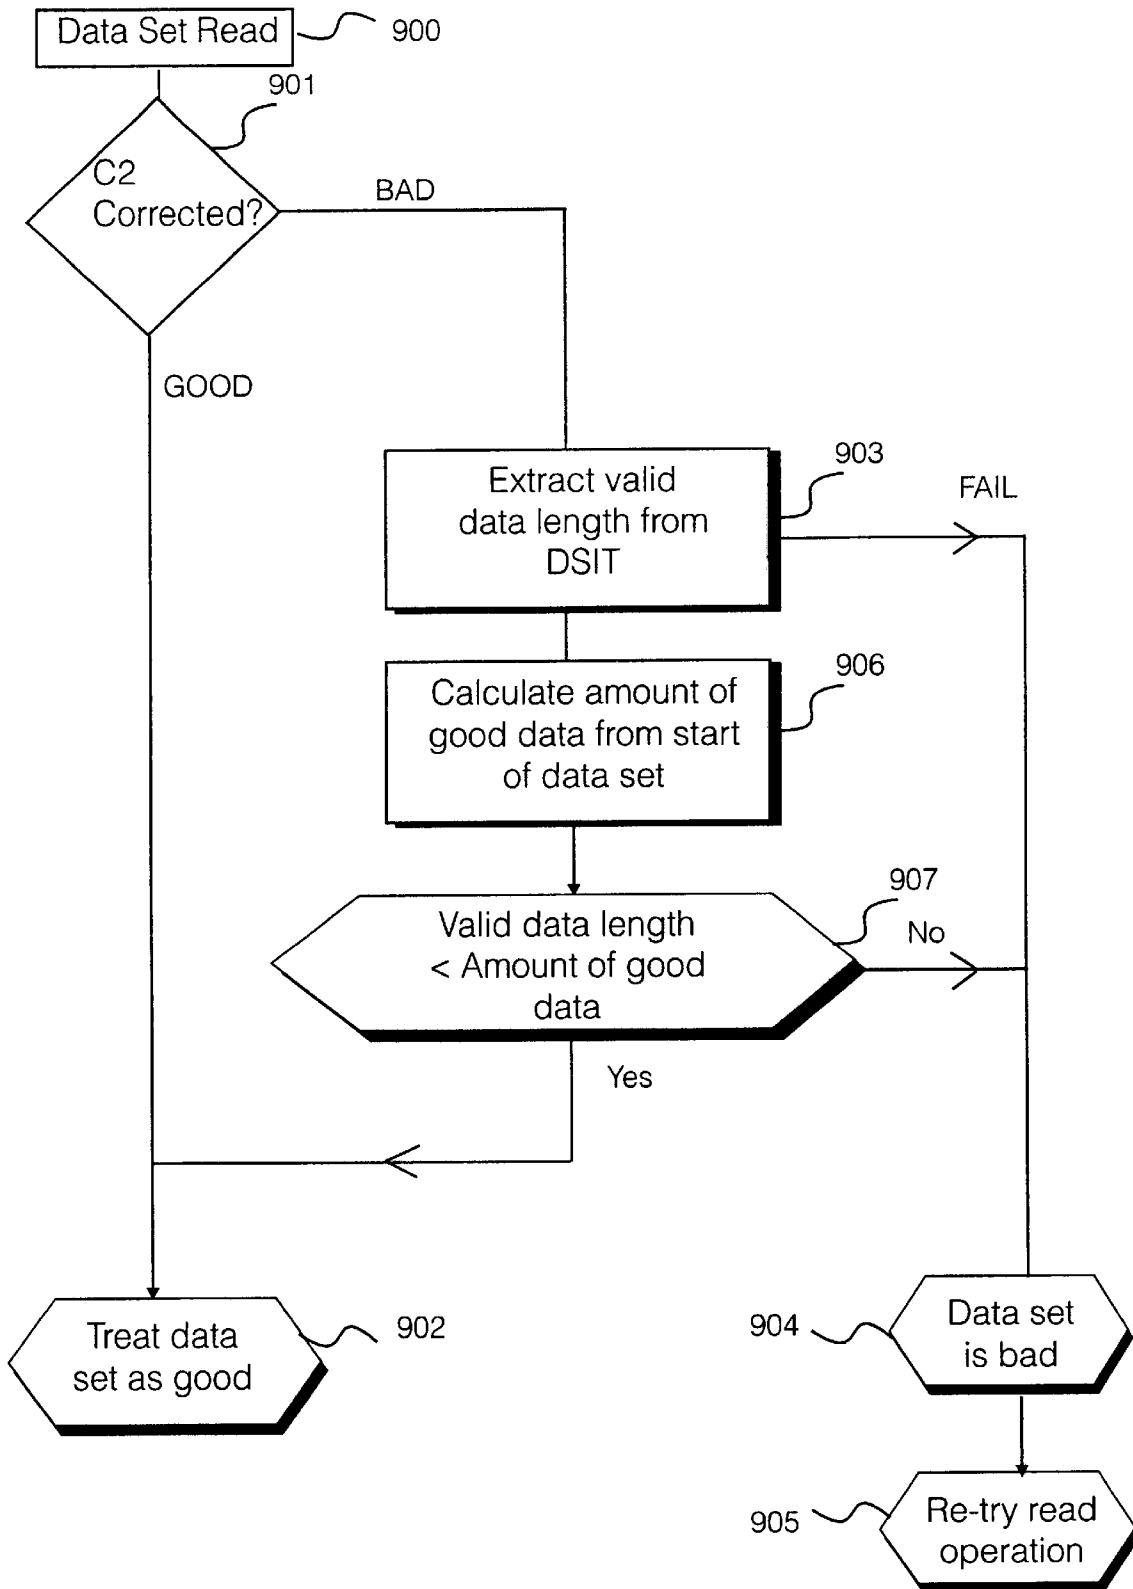 Data Set Read
900
901
C2
Corrected?
BAD
GOOD
903
Extract valid
data length from
DSIT
FAIL
906
Calculate amount of
good data from start
of data set
907
Valid data length
< Amount of good
data
No
Yes
902
Treat data
set as good
904
Data set
is bad
905
Re-try read
operation